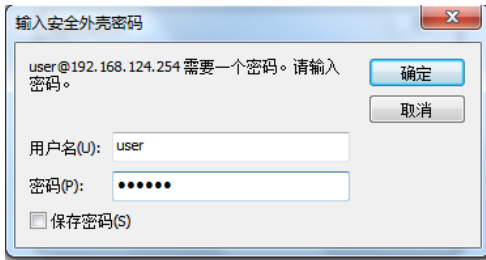 输入安全外壳密码
user@192.168.124.254 需要一个密码。请输入
密码。
确定
取消
用户名(U): user
密码(P): ••••••
保存密码(S)